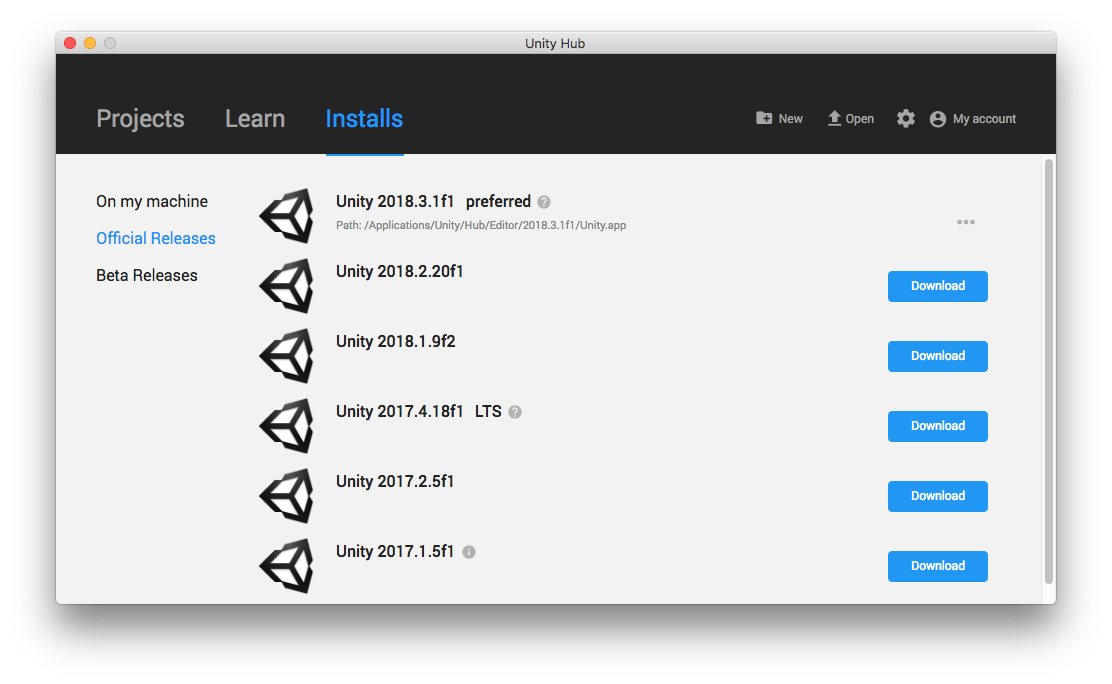 Unity Hub
Projects Learn Installs New Open My account
On my machine
Official Releases
Beta Releases
Unity 2018.3.1f1 preferred ?
Path: /Applications/Unity/Hub/Editor/2018.3.1f1/Unity.app
Unity 2018.2.20f1
Download
Unity 2018.1.9f2
Download
Unity 2017.4.18f1 LTS ?
Download
Unity 2017.2.5f1
Download
Unity 2017.1.5f1 i
Download